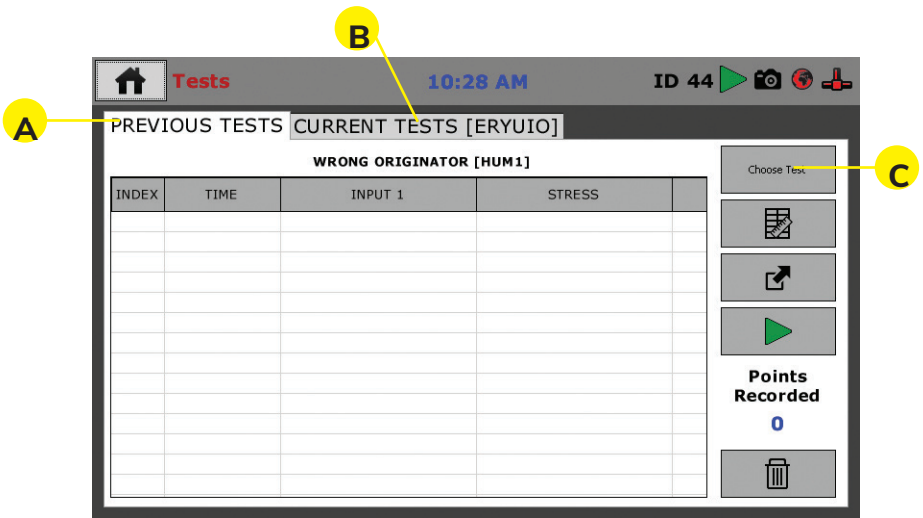 B
Tests 10:28 AM ID 44
A
PREVIOUS TESTS CURRENT TESTS [ERYUIO]
WRONG ORIGINATOR [HUM1]
Choose Test
C
INDEX TIME INPUT 1 STRESS
Points
Recorded
0